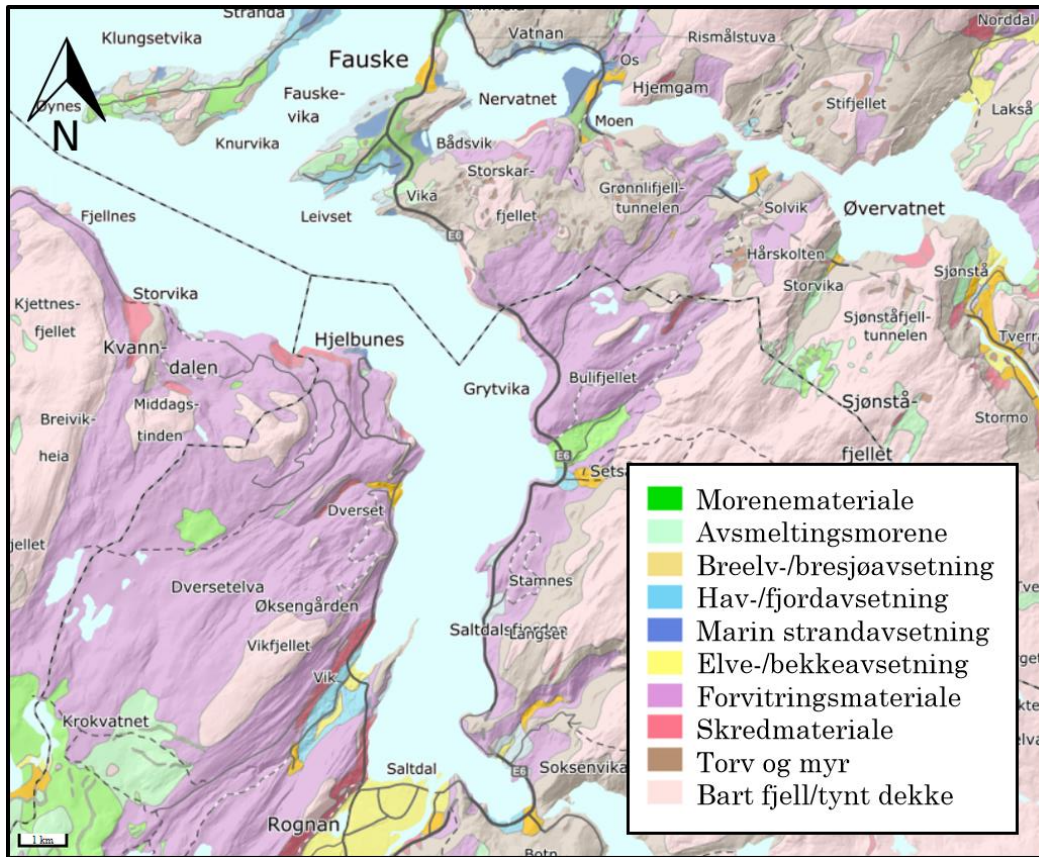 Stranda
Vatnan
Norddal
Klungsetvika
Rismålstuva
Fauske
Os
Nervatnet
Hjemgam
Stifjellet
Lakså
Øynes
Fauske-
vika
Moen
N
Knurvika
Bådsvik
Storskar-
fjellet
Grønnlifjell-
tunnelen
Vika
Solvik
Øvervatnet
Fjellnes
Leivset
E6
Hårskolten
Sjønstå
Storvika
Storvika
Kjettnes-
fjellet
Sjønståfjell-
tunnelen
Tverrå
Kvann-
dalen
Hjelbunes
Grytvika
Bulifjellet
Sjønstå-
fjellet
Stormo
Middags-
tinden
Breivik-
heia
E6
Setså
Dverset
Dversetelva
Stamnes
Øksengården
Saltdalsfjorden
Langset
Vikfjellet
Vik
Krokvatnet
Saltdal
Soksenvika
E6
Rognan
Botn
1 km
Morenemateriale
Avsmeltingsmorene
Breelv-/bresjøavsetning
Hav-/fjordavsetning
Marin strandavsetning
Elve-/bekkeavsetning
Forvitringsmateriale
Skredmateriale
Torv og myr
Bart fjell/tynt dekke